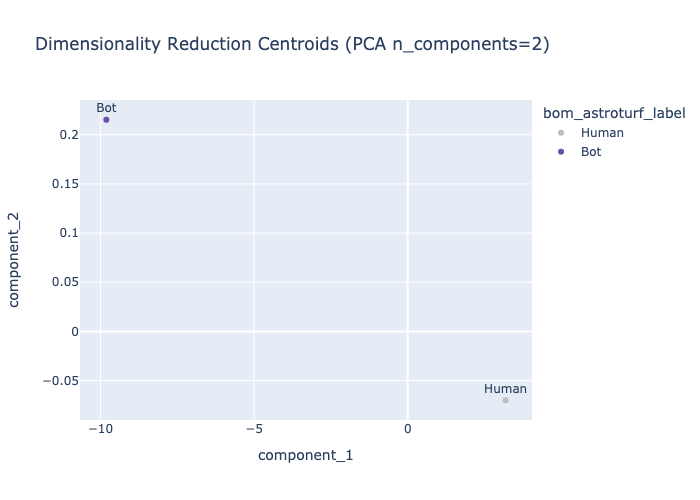 Dimensionality Reduction Centroids (PCA n_components=2)
bom_astroturf_label
Human
Bot
Bot
Human
component_2
0.2
0.15
0.1
0.05
0
−0.05
−10
−5
0
component_1